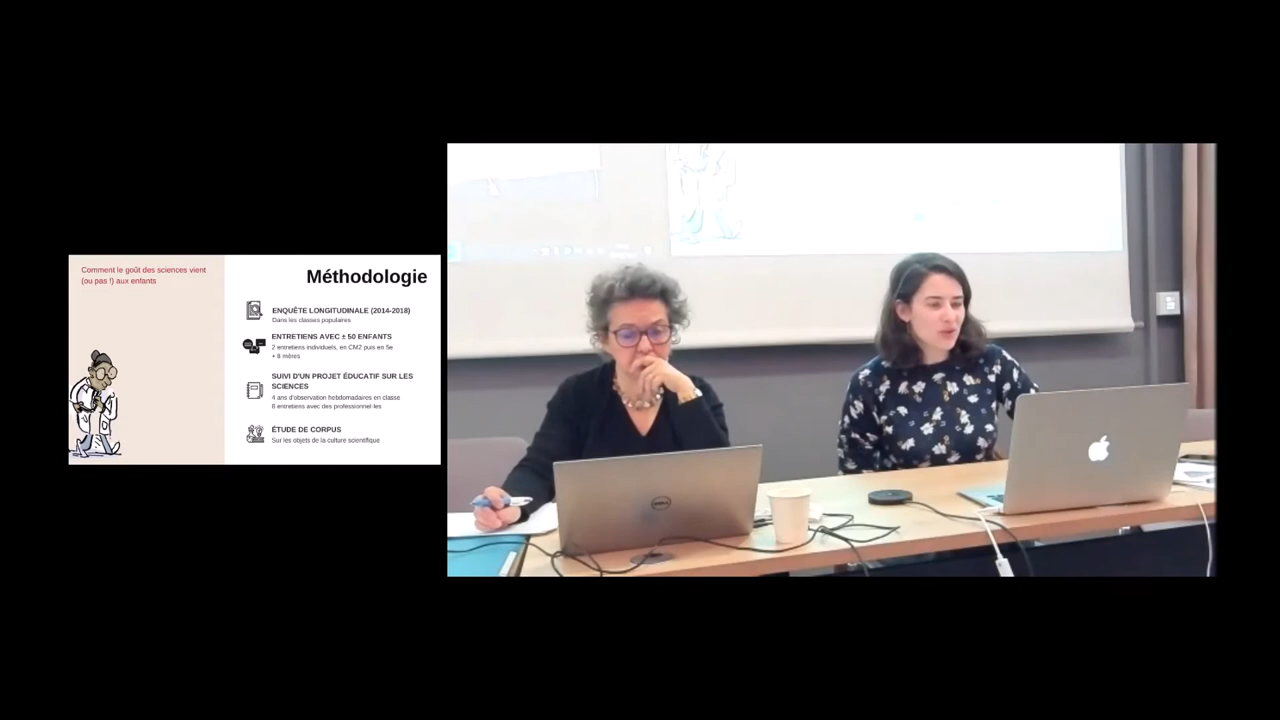 Comment le goût des sciences vient
(ou pas !) aux enfants
Méthodologie
ENQUÊTE LONGITUDINALE (2014-2018)
Dans les classes populaires
ENTRETIENS AVEC ± 50 ENFANTS
2 entretiens individuels, en CM2 puis en 5e
+ 6 mères
SUIVI D'UN PROJET ÉDUCATIF SUR LES
SCIENCES
4 ans d'observation hebdomadaires en classe
8 entretiens avec des professionnel·les
ÉTUDE DE CORPUS
Sur les objets de la culture scientifique
DELL